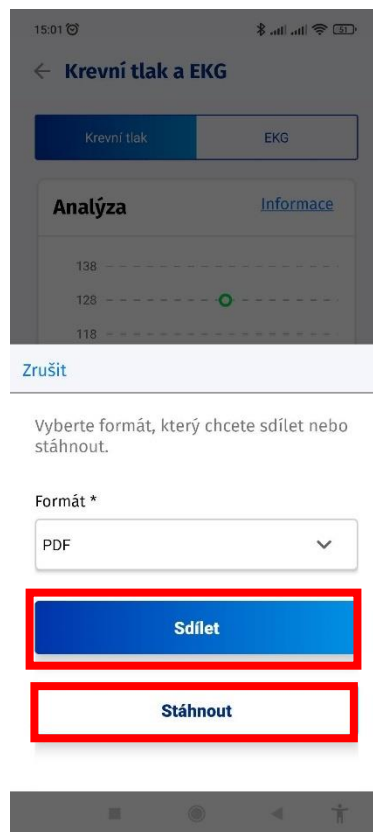 15:01 51
Krevní tlak a EKG
Krevní tlak EKG
Analýza Informace
138
128
118
Zrušit
Vyberte formát, který chcete sdílet nebo
stáhnout.
Formát *
PDF
Sdílet
Stáhnout